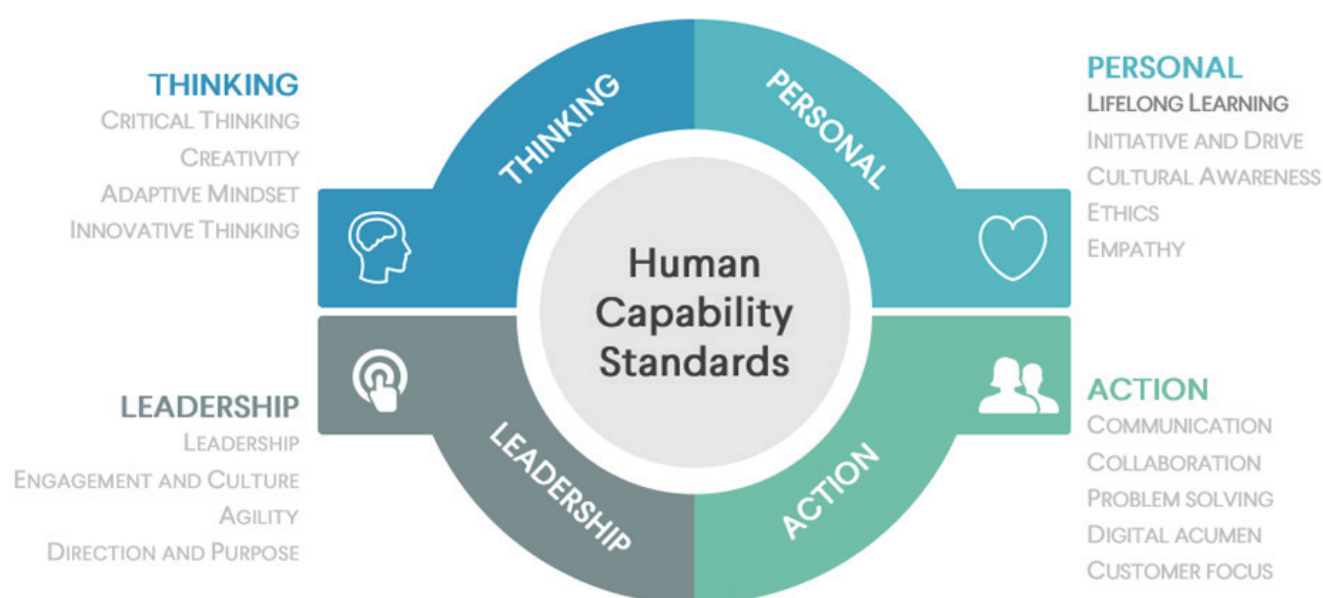 THINKING
CRITICAL THINKING
CREATIVITY
ADAPTIVE MINDSET
INNOVATIVE THINKING
THINKING
PERSONAL
PERSONAL
LIFELONG LEARNING
INITIATIVE AND DRIVE
CULTURAL AWARENESS
ETHICS
EMPATHY
Human
Capability
Standards
LEADERSHIP
LEADERSHIP
ENGAGEMENT AND CULTURE
AGILITY
DIRECTION AND PURPOSE
LEADERSHIP
ACTION
ACTION
COMMUNICATION
COLLABORATION
PROBLEM SOLVING
DIGITAL ACUMEN
CUSTOMER FOCUS